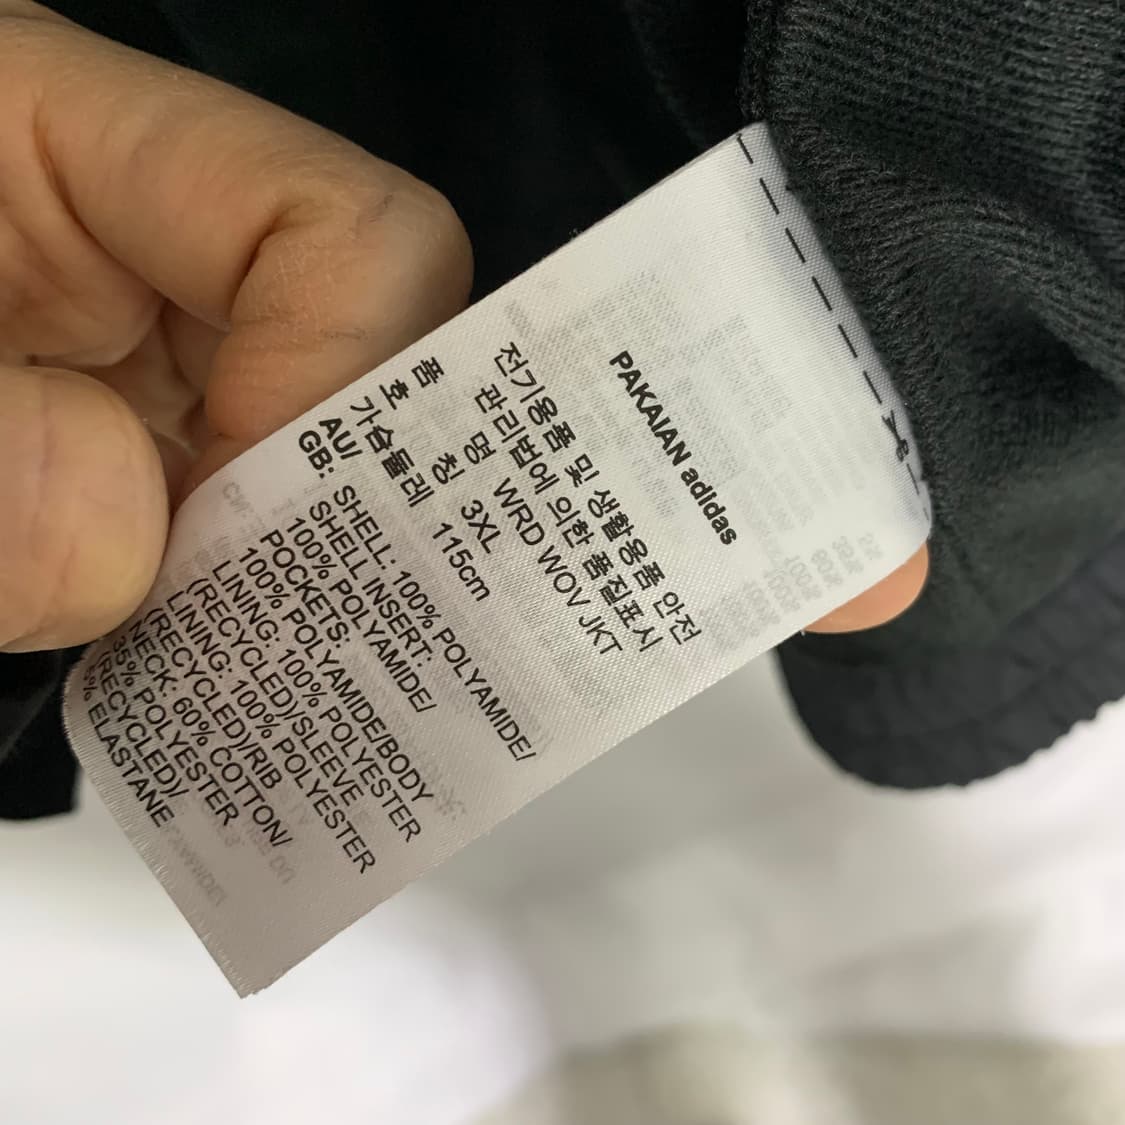 PAKAIAN adidas
전기용품 및 생활용품 안전
관리법에 의한 품질표시
품 명 WRD WOV JKT
호 칭 3XL
가슴둘레 115cm
AU/
GB: SHELL: 100% POLYAMIDE/
SHELL INSERT:
100% POLYAMIDE/
POCKETS:
100% POLYAMIDE/BODY
LINING: 100% POLYESTER
(RECYCLED)/SLEEVE
LINING: 100% POLYESTER
(RECYCLED)/RIB
NECK: 60% COTTON/
35% POLYESTER
(RECYCLED)/
5% ELASTANE